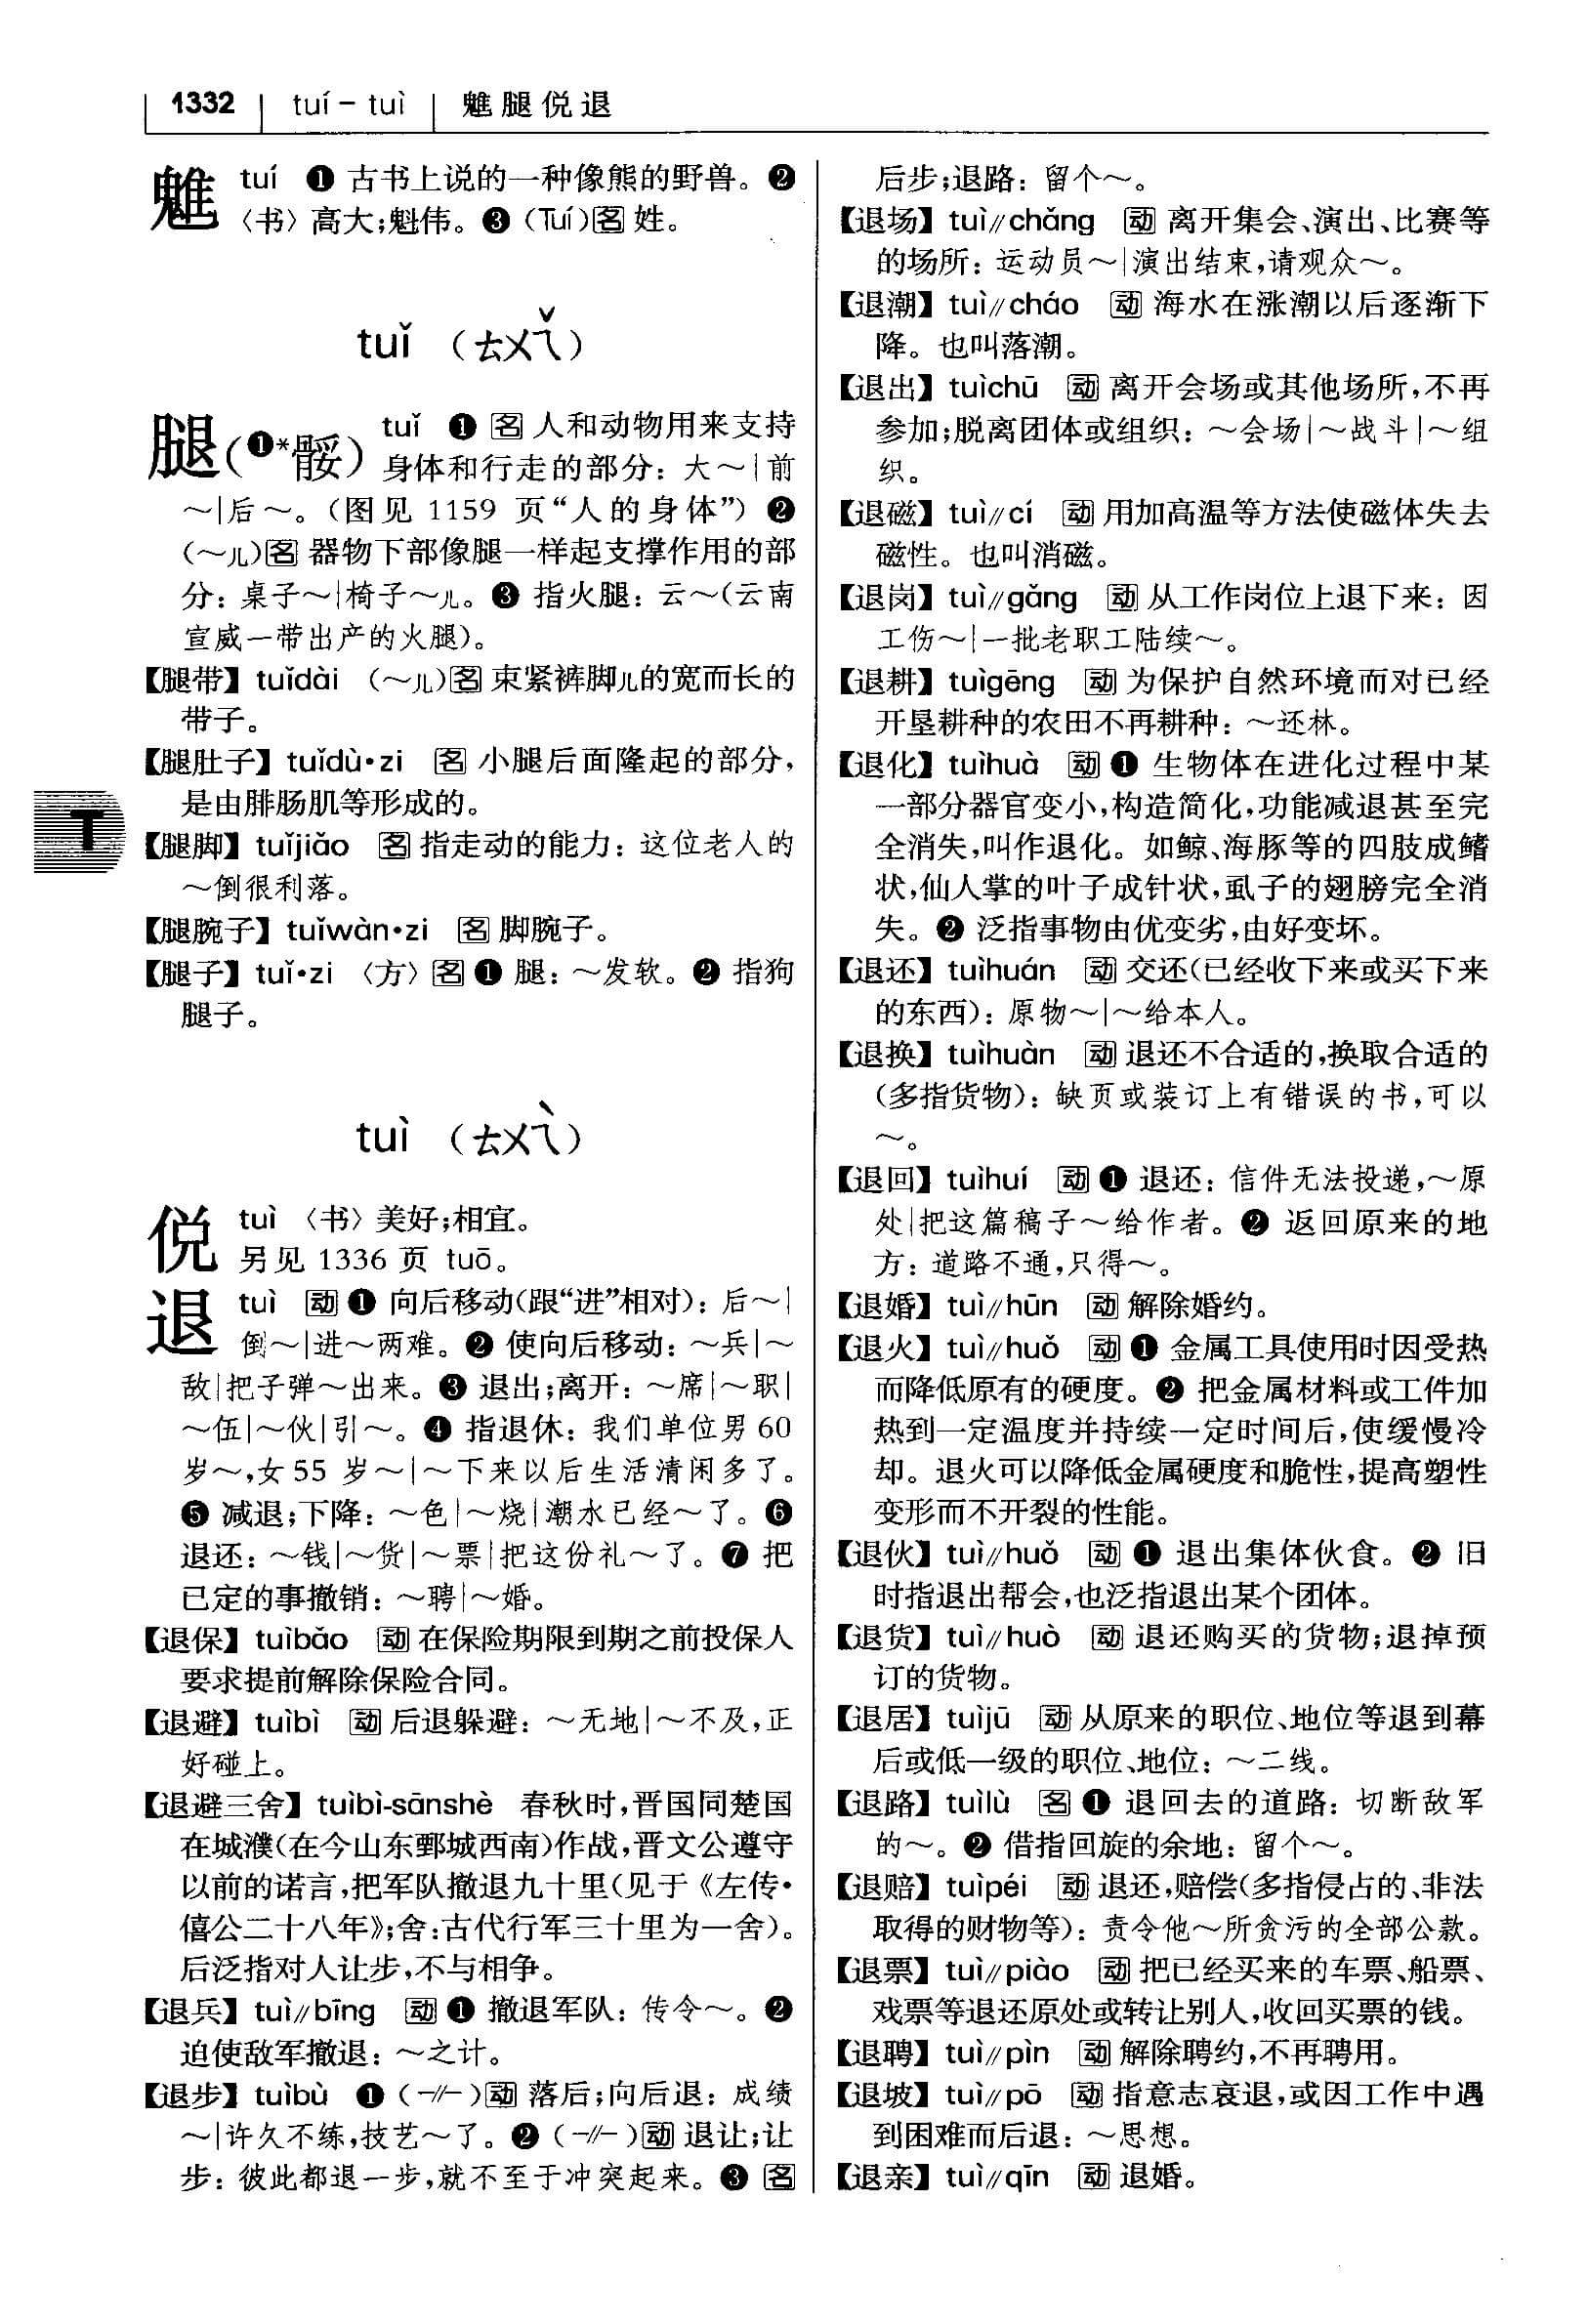 1332 tuí－tuì 魋腿侻退
魋 tuí ❶ 古书上说的一种像熊的野兽。❷
〈书〉高大;魁伟。❸（Tuí）名 姓。
tuǐ （ㄊㄨㄟˇ）
腿(❶*骽) tuǐ ❶ 名 人和动物用来支持
身体和行走的部分：大～|前
～|后～。（图见 1159 页“人的身体”）❷
(～儿)名 器物下部像腿一样起支撑作用的部
分：桌子～|椅子～儿。❸ 指火腿：云～(云南
宣威一带出产的火腿)。
【腿带】tuǐdài （～儿）名 束紧裤脚儿的宽而长的
带子。
【腿肚子】tuǐdù•zi 名 小腿后面隆起的部分，
是由腓肠肌等形成的。
T
【腿脚】tuǐjiǎo 名 指走动的能力：这位老人的
～倒很利落。
【腿腕子】tuǐwàn•zi 名 脚腕子。
【腿子】tuǐ•zi 〈方〉名 ❶ 腿：～发软。❷ 指狗
腿子。
tuì （ㄊㄨㄟˋ）
侻 tuì 〈书〉美好;相宜。
另见 1336 页 tuō。
退 tuì 动 ❶ 向后移动(跟“进”相对)：后～|
倒～|进～两难。❷ 使向后移动：～兵|～
敌|把子弹～出来。❸ 退出;离开：～席|～职|
～伍|～伙|引～。❹ 指退休：我们单位男 60
岁～,女 55 岁～|～下来以后生活清闲多了。
❺ 减退;下降：～色|～烧|潮水已经～了。❻
退还：～钱|～货|～票|把这份礼～了。❼ 把
已定的事撤销：～聘|～婚。
【退保】tuìbǎo 动 在保险期限到期之前投保人
要求提前解除保险合同。
【退避】tuìbì 动 后退躲避：～无地|～不及,正
好碰上。
【退避三舍】tuìbì-sānshè 春秋时,晋国同楚国
在城濮(在今山东鄄城西南)作战,晋文公遵守
以前的诺言,把军队撤退九十里(见于《左传•
僖公二十八年》;舍:古代行军三十里为一舍)。
后泛指对人让步,不与相争。
【退兵】tuì//bīng 动 ❶ 撤退军队：传令～。❷
迫使敌军撤退：～之计。
【退步】tuìbù ❶（-//-）动 落后;向后退：成绩
～|许久不练,技艺～了。❷（-//-）动 退让;让
步：彼此都退一步,就不至于冲突起来。❸ 名
后步;退路：留个～。
【退场】tuì//chǎng 动 离开集会、演出、比赛等
的场所：运动员～|演出结束,请观众～。
【退潮】tuì//cháo 动 海水在涨潮以后逐渐下
降。也叫落潮。
【退出】tuìchū 动 离开会场或其他场所,不再
参加;脱离团体或组织：～会场|～战斗|～组
织。
【退磁】tuì//cí 动 用加高温等方法使磁体失去
磁性。也叫消磁。
【退岗】tuì//gǎng 动 从工作岗位上退下来：因
工伤～|一批老职工陆续～。
【退耕】tuìgēng 动 为保护自然环境而对已经
开垦耕种的农田不再耕种：～还林。
【退化】tuìhuà 动 ❶ 生物体在进化过程中某
一部分器官变小,构造简化,功能减退甚至完
全消失,叫作退化。如鲸、海豚等的四肢成鳍
状,仙人掌的叶子成针状,虱子的翅膀完全消
失。❷ 泛指事物由优变劣,由好变坏。
【退还】tuìhuán 动 交还(已经收下来或买下来
的东西)：原物～|～给本人。
【退换】tuìhuàn 动 退还不合适的,换取合适的
(多指货物)：缺页或装订上有错误的书,可以
～。
【退回】tuìhuí 动 ❶ 退还：信件无法投递,～原
处|把这篇稿子～给作者。❷ 返回原来的地
方：道路不通,只得～。
【退婚】tuì//hūn 动 解除婚约。
【退火】tuì//huǒ 动 ❶ 金属工具使用时因受热
而降低原有的硬度。❷ 把金属材料或工件加
热到一定温度并持续一定时间后,使缓慢冷
却。退火可以降低金属硬度和脆性,提高塑性
变形而不开裂的性能。
【退伙】tuì//huǒ 动 ❶ 退出集体伙食。❷ 旧
时指退出帮会,也泛指退出某个团体。
【退货】tuì//huò 动 退还购买的货物;退掉预
订的货物。
【退居】tuìjū 动 从原来的职位、地位等退到幕
后或低一级的职位、地位：～二线。
【退路】tuìlù 名 ❶ 退回去的道路：切断敌军
的～。❷ 借指回旋的余地：留个～。
【退赔】tuìpéi 动 退还,赔偿(多指侵占的、非法
取得的财物等)：责令他～所贪污的全部公款。
【退票】tuì//piào 动 把已经买来的车票、船票、
戏票等退还原处或转让别人,收回买票的钱。
【退聘】tuì//pìn 动 解除聘约,不再聘用。
【退坡】tuì//pō 动 指意志衰退,或因工作中遇
到困难而后退：～思想。
【退亲】tuì//qīn 动 退婚。